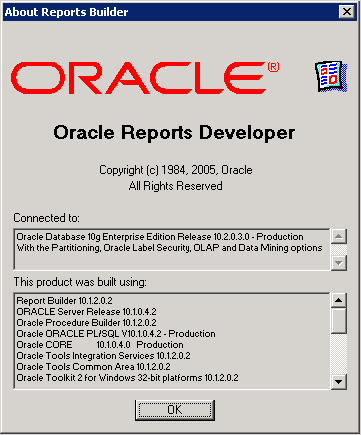 About Reports Builder
ORACLE®
Oracle Reports Developer
Copyright (c) 1984, 2005, Oracle
All Rights Reserved
Connected to:
Oracle Database 10g Enterprise Edition Release 10.2.0.3.0 - Production
With the Partitioning, Oracle Label Security, OLAP and Data Mining options
This product was built using:
Report Builder 10.1.2.0.2
ORACLE Server Release 10.1.0.4.2
Oracle Procedure Builder 10.1.2.0.2
Oracle ORACLE PL/SQL V10.1.0.4.2 - Production
Oracle CORE 10.1.0.4.0 Production
Oracle Tools Integration Services 10.1.2.0.2
Oracle Tools Common Area 10.1.2.0.2
Oracle Toolkit 2 for Windows 32-bit platforms 10.1.2.0.2
OK